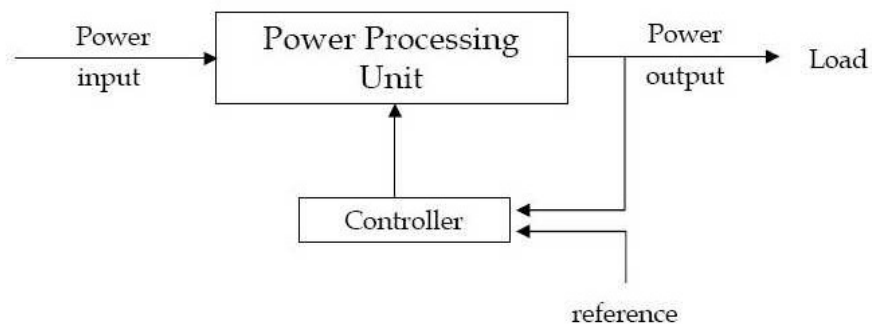 Power
input
Power Processing
Unit
Power
output
Load
Controller
reference